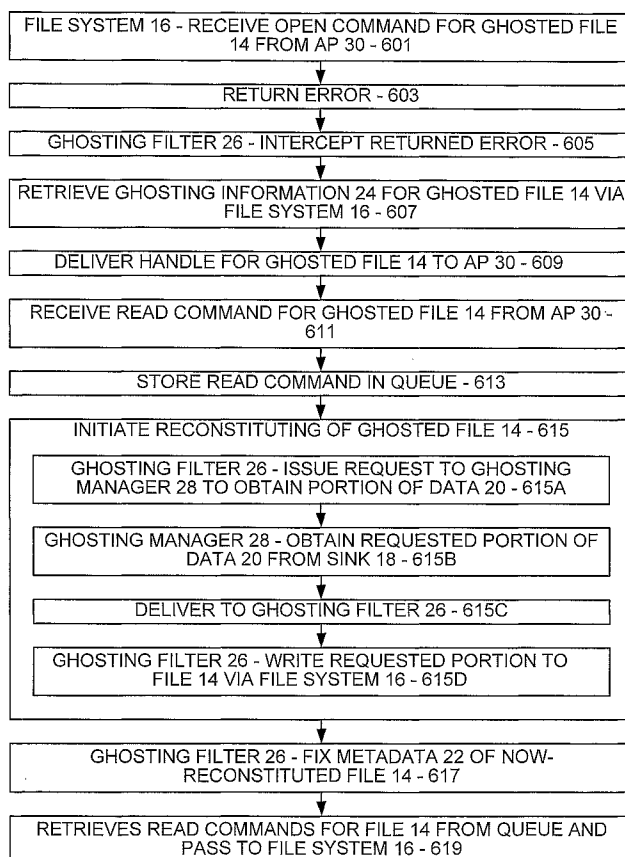 FILE SYSTEM 16 - RECEIVE OPEN COMMAND FOR GHOSTED FILE
14 FROM AP 30 - 601
RETURN ERROR - 603
GHOSTING FILTER 26 - INTERCEPT RETURNED ERROR - 605
RETRIEVE GHOSTING INFORMATION 24 FOR GHOSTED FILE 14 VIA
FILE SYSTEM 16 - 607
DELIVER HANDLE FOR GHOSTED FILE 14 TO AP 30 - 609
RECEIVE READ COMMAND FOR GHOSTED FILE 14 FROM AP 30 -
611
STORE READ COMMAND IN QUEUE - 613
INITIATE RECONSTITUTING OF GHOSTED FILE 14 - 615
GHOSTING FILTER 26 - ISSUE REQUEST TO GHOSTING
MANAGER 28 TO OBTAIN PORTION OF DATA 20 - 615A
GHOSTING MANAGER 28 - OBTAIN REQUESTED PORTION OF
DATA 20 FROM SINK 18 - 615B
DELIVER TO GHOSTING FILTER 26 - 615C
GHOSTING FILTER 26 - WRITE REQUESTED PORTION TO
FILE 14 VIA FILE SYSTEM 16 - 615D
GHOSTING FILTER 26 - FIX METADATA 22 OF NOW-
RECONSTITUTED FILE 14 - 617
RETRIEVES READ COMMANDS FOR FILE 14 FROM QUEUE AND
PASS TO FILE SYSTEM 16 - 619